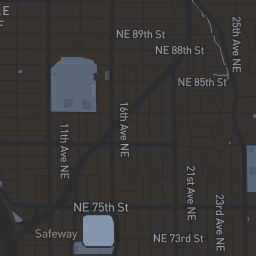 LE
F
NE 89th St
25th Ave NE
NE 88th St
NE 85th St
16th Ave NE
11th Ave NE
21st Ave NE
23rd Ave NE
NE 75th St
Safeway
NE 73rd St